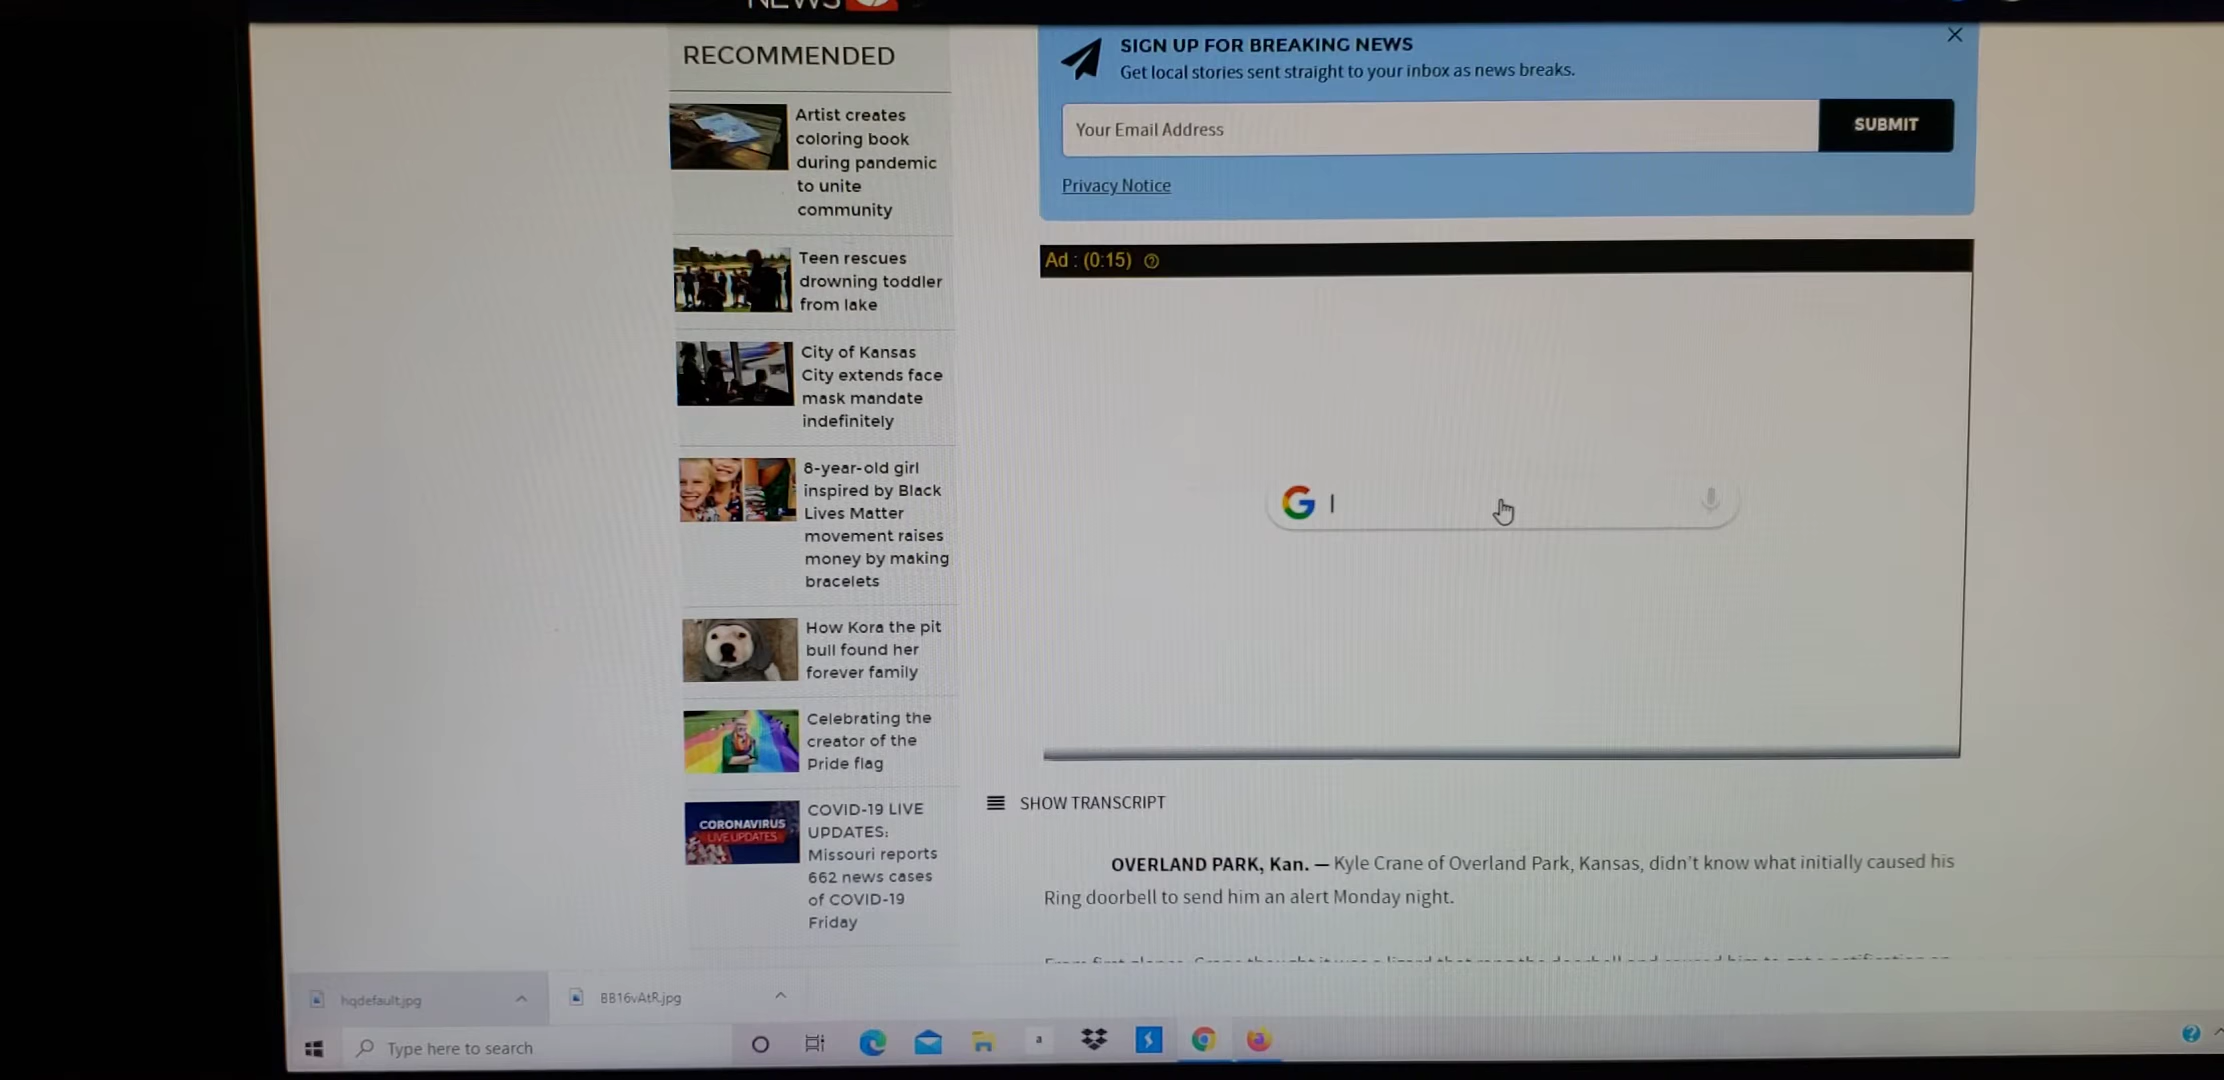 NEWS
RECOMMENDED
Artist creates
coloring book
during pandemic
to unite
community
Teen rescues
drowning toddler
from lake
City of Kansas
City extends face
mask mandate
indefinitely
8-year-old girl
inspired by Black
Lives Matter
movement raises
money by making
bracelets
How Kora the pit
bull found her
forever family
Celebrating the
creator of the
Pride flag
CORONAVIRUS
LIVE UPDATES
COVID-19 LIVE
UPDATES:
Missouri reports
662 news cases
of COVID-19
Friday
SIGN UP FOR BREAKING NEWS
Get local stories sent straight to your inbox as news breaks.
Your Email Address
SUBMIT
Privacy Notice
Ad : (0:15)
G
SHOW TRANSCRIPT
OVERLAND PARK, Kan. — Kyle Crane of Overland Park, Kansas, didn't know what initially caused his
Ring doorbell to send him an alert Monday night.
hqdefault.jpg
BB16vAtR.jpg
Type here to search
a